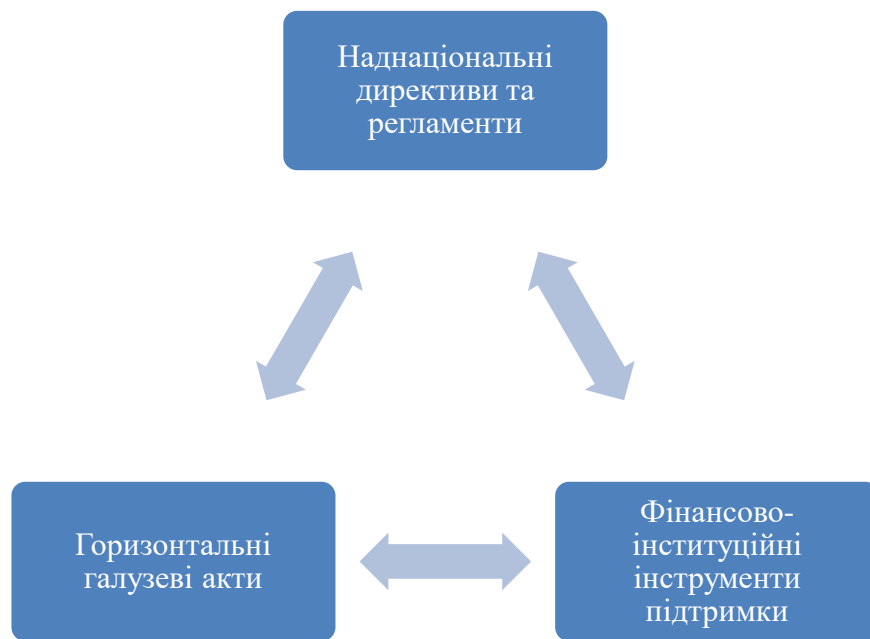 Наднаціональні
директиви та
регламенти
Горизонтальні
галузеві акти
Фінансово-
інституційні
інструменти
підтримки